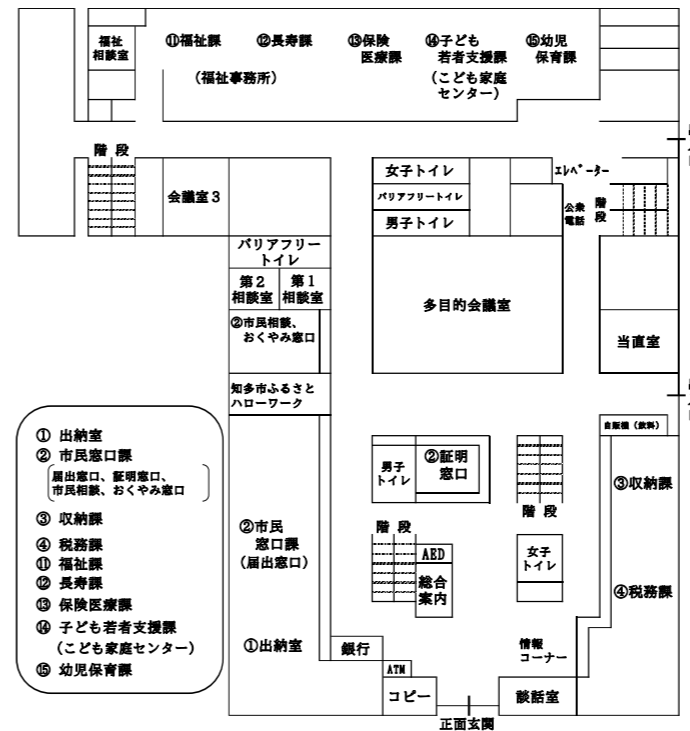 福祉
相談室
⑪福祉課
⑫長寿課
⑬保険
医療課
⑭子ども
若者支援課
(こども家庭
センター)
⑮幼児
保育課
(福祉事務所)
階 段
会議室3
女子トイレ
バリアフリートイレ
男子トイレ
エレベーター
公衆
電話
階
段
バリアフリー
トイレ
第2
相談室
第1
相談室
②市民相談、
おくやみ窓口
多目的会議室
当直室
知多市ふるさと
ハローワーク
自販機(飲料)
① 出納室
② 市民窓口課
届出窓口、証明窓口、
市民相談、おくやみ窓口
③ 収納課
④ 税務課
⑪ 福祉課
⑫ 長寿課
⑬ 保険医療課
⑭ 子ども若者支援課
(こども家庭センター)
⑮ 幼児保育課
男子
トイレ
②証明
窓口
③収納課
階 段
②市民
窓口課
(届出窓口)
階 段
AED
総合
案内
女子
トイレ
④税務課
①出納室
銀行
ATM
コピー
情報
コーナー
談話室
正面玄関